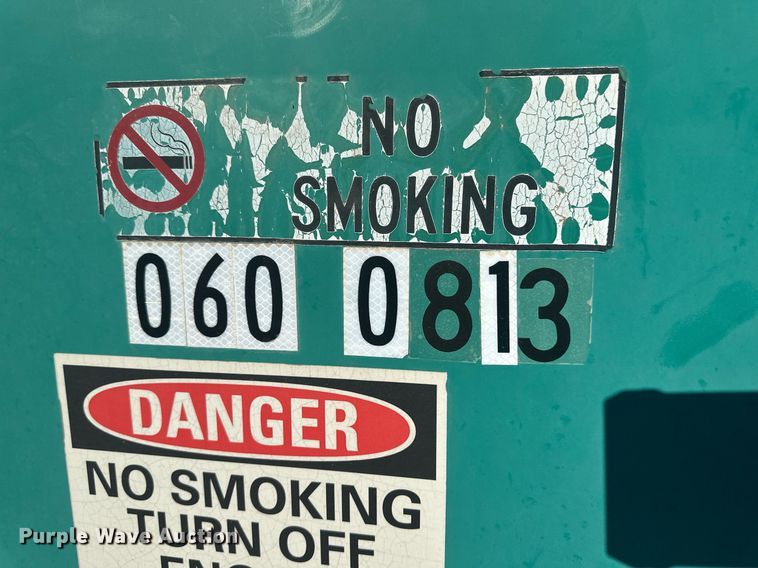 NO
SMOKING
060 0813
DANGER
NO SMOKING
TURN OFF
Purple Wave Auction